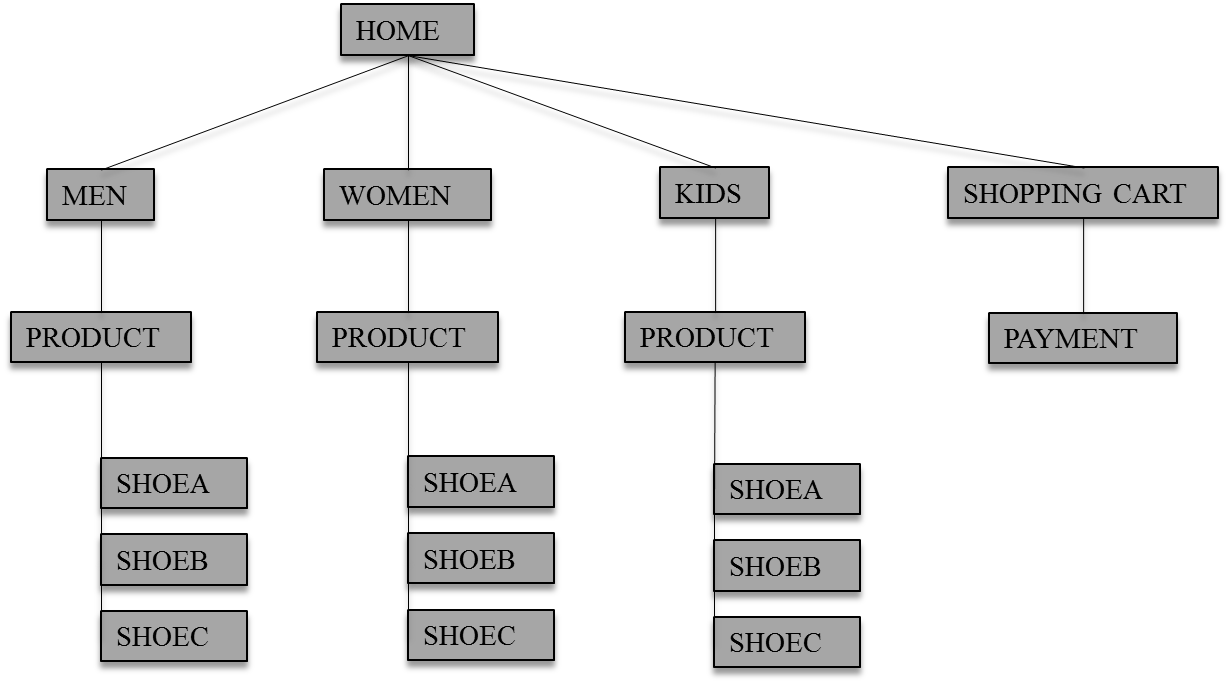 HOME
MEN
WOMEN
KIDS
SHOPPING CART
PRODUCT
PRODUCT
PRODUCT
PAYMENT
SHOEA
SHOEA
SHOEA
SHOEB
SHOEB
SHOEB
SHOEC
SHOEC
SHOEC